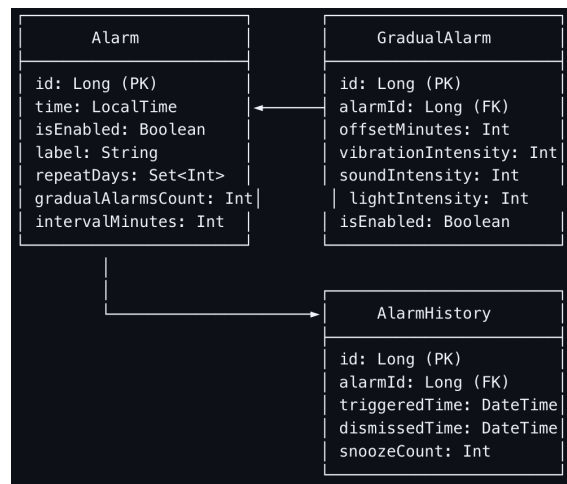 Alarm
id: Long (PK)
time: LocalTime
isEnabled: Boolean
label: String
repeatDays: Set<Int>
gradualAlarmsCount: Int
intervalMinutes: Int
GradualAlarm
id: Long (PK)
alarmId: Long (FK)
offsetMinutes: Int
vibrationIntensity: Int
soundIntensity: Int
lightIntensity: Int
isEnabled: Boolean
AlarmHistory
id: Long (PK)
alarmId: Long (FK)
triggeredTime: DateTime
dismissedTime: DateTime
snoozeCount: Int